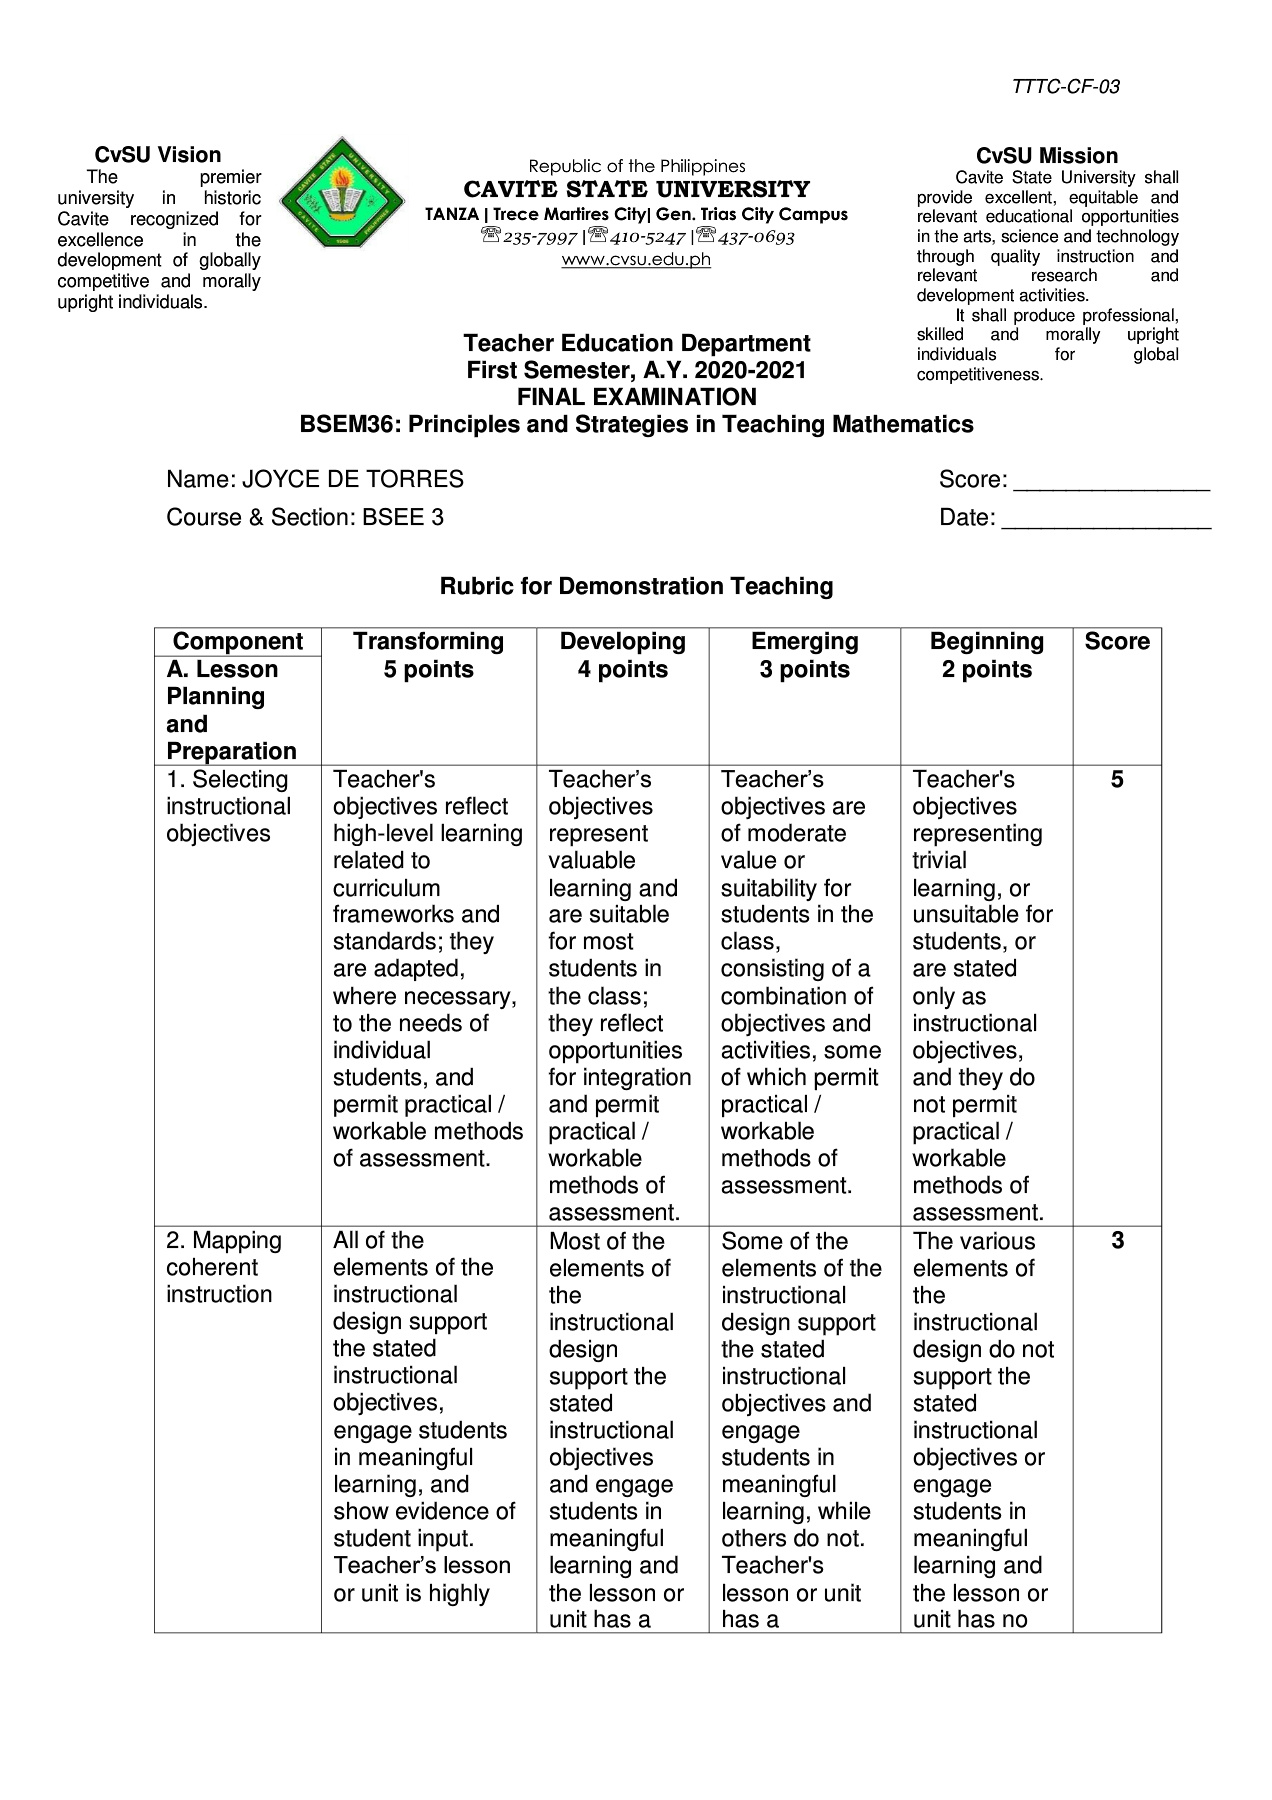 TTTC-CF-03
CvSU Vision
The premier
university in historic
Cavite recognized for
excellence in the
development of globally
competitive and morally
upright individuals.
Republic of the Philippines
CAVITE STATE UNIVERSITY
TANZA | Trece Martires City| Gen. Trias City Campus
☏235-7997 |☏410-5247 |☏437-0693
www.cvsu.edu.ph
CvSU Mission
Cavite State University shall
provide excellent, equitable and
relevant educational opportunities
in the arts, science and technology
through quality instruction and
relevant research and
development activities.
It shall produce professional,
skilled and morally upright
individuals for global
competitiveness.
Teacher Education Department
First Semester, A.Y. 2020-2021
FINAL EXAMINATION
BSEM36: Principles and Strategies in Teaching Mathematics
Name: JOYCE DE TORRES
Score: _______________
Course & Section: BSEE 3
Date: ________________
Rubric for Demonstration Teaching
Component
A. Lesson
Planning
and
Preparation
Transforming
5 points
Developing
4 points
Emerging
3 points
Beginning
2 points
Score
1. Selecting
instructional
objectives
Teacher's
objectives reflect
high-level learning
related to
curriculum
frameworks and
standards; they
are adapted,
where necessary,
to the needs of
individual
students, and
permit practical /
workable methods
of assessment.
Teacher’s
objectives
represent
valuable
learning and
are suitable
for most
students in
the class;
they reflect
opportunities
for integration
and permit
practical /
workable
methods of
assessment.
Teacher’s
objectives are
of moderate
value or
suitability for
students in the
class,
consisting of a
combination of
objectives and
activities, some
of which permit
practical /
workable
methods of
assessment.
Teacher's
objectives
representing
trivial
learning, or
unsuitable for
students, or
are stated
only as
instructional
objectives,
and they do
not permit
practical /
workable
methods of
assessment.
5
2. Mapping
coherent
instruction
All of the
elements of the
instructional
design support
the stated
instructional
objectives,
engage students
in meaningful
learning, and
show evidence of
student input.
Teacher’s lesson
or unit is highly
Most of the
elements of
the
instructional
design
support the
stated
instructional
objectives
and engage
students in
meaningful
learning and
the lesson or
unit has a
Some of the
elements of the
instructional
design support
the stated
instructional
objectives and
engage
students in
meaningful
learning, while
others do not.
Teacher's
lesson or unit
has a
The various
elements of
the
instructional
design do not
support the
stated
instructional
objectives or
engage
students in
meaningful
learning and
the lesson or
unit has no
3